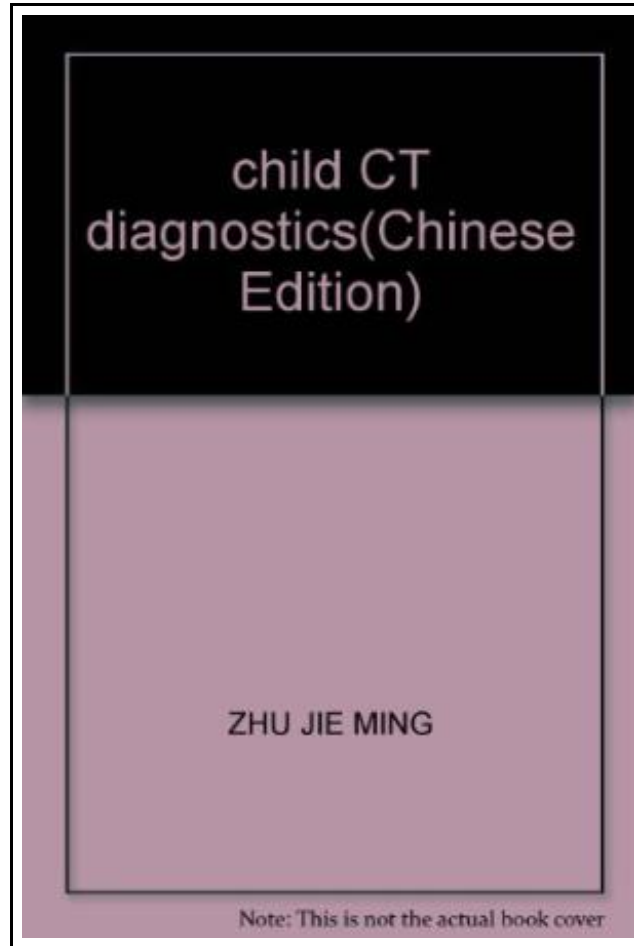 child CT
diagnostics(Chinese
Edition)
ZHU JIE MING
Note: This is not the actual book cover